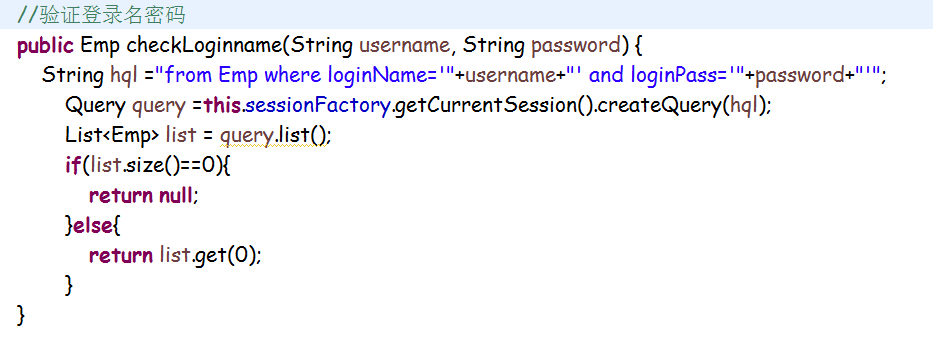 //验证登录名密码
public Emp checkLoginname(String username, String password) {
String hql ="from Emp where loginName='"+username+"' and loginPass='"+password+"'";
Query query =this.sessionFactory.getCurrentSession().createQuery(hql);
List<Emp> list = query.list();
if(list.size()==0){
return null;
}else{
return list.get(0);
}
}